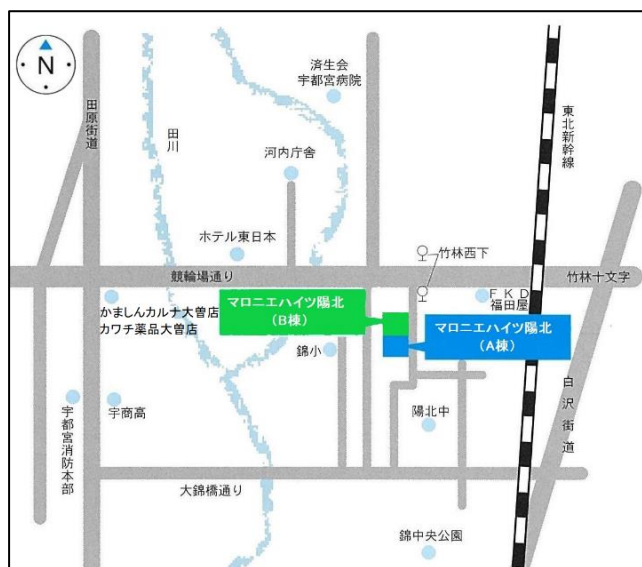 N
済生会
宇都宮病院
田原街道
田川
東北新幹線
河内庁舎
ホテル東日本
竹林西下
競輪場通り
竹林十文字
かましんカルナ大曽店
カワチ薬品大曽店
マロニエハイツ陽北
(B棟)
FKD
福田屋
マロニエハイツ陽北
(A棟)
錦小
白沢街道
宇商高
宇都宮消防本部
陽北中
大錦橋通り
錦中央公園